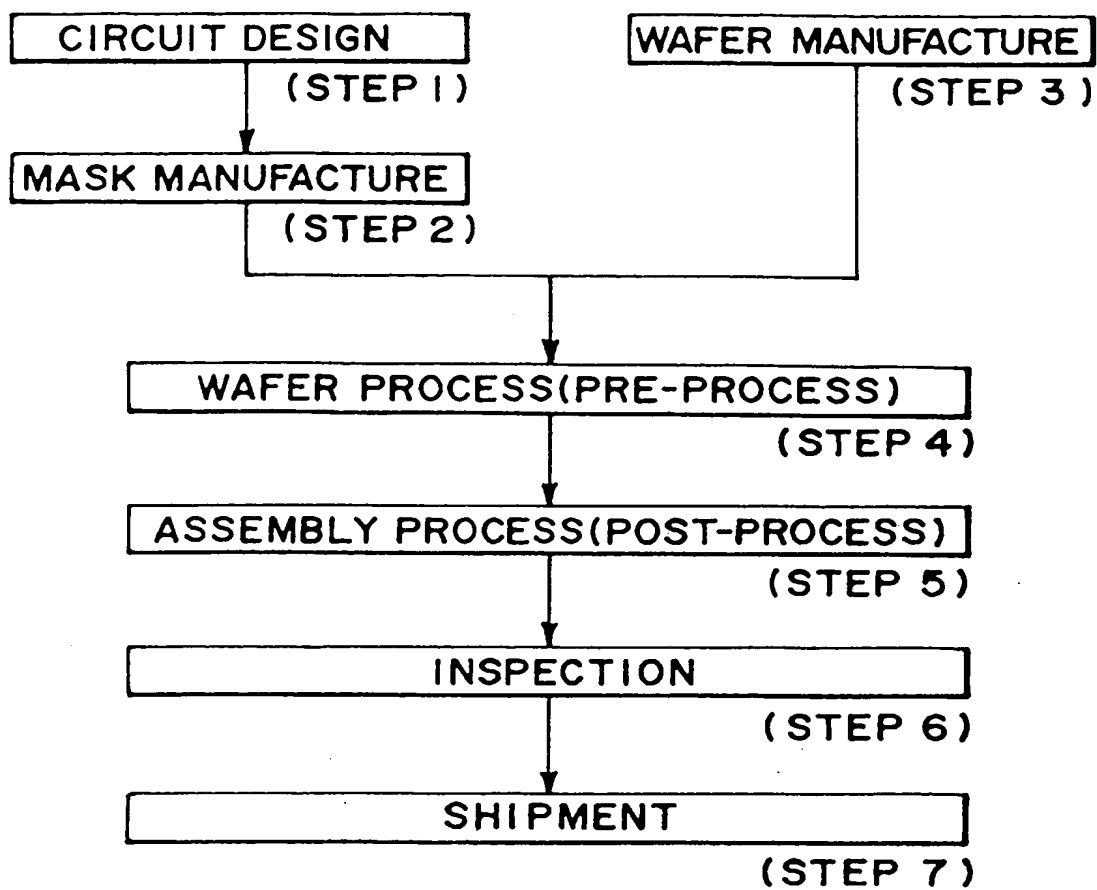 CIRCUIT DESIGN
(STEP 1)
MASK MANUFACTURE
(STEP 2)
WAFER MANUFACTURE
(STEP 3)
WAFER PROCESS(PRE-PROCESS)
(STEP 4)
ASSEMBLY PROCESS(POST-PROCESS)
(STEP 5)
INSPECTION
(STEP 6)
SHIPMENT
(STEP 7)